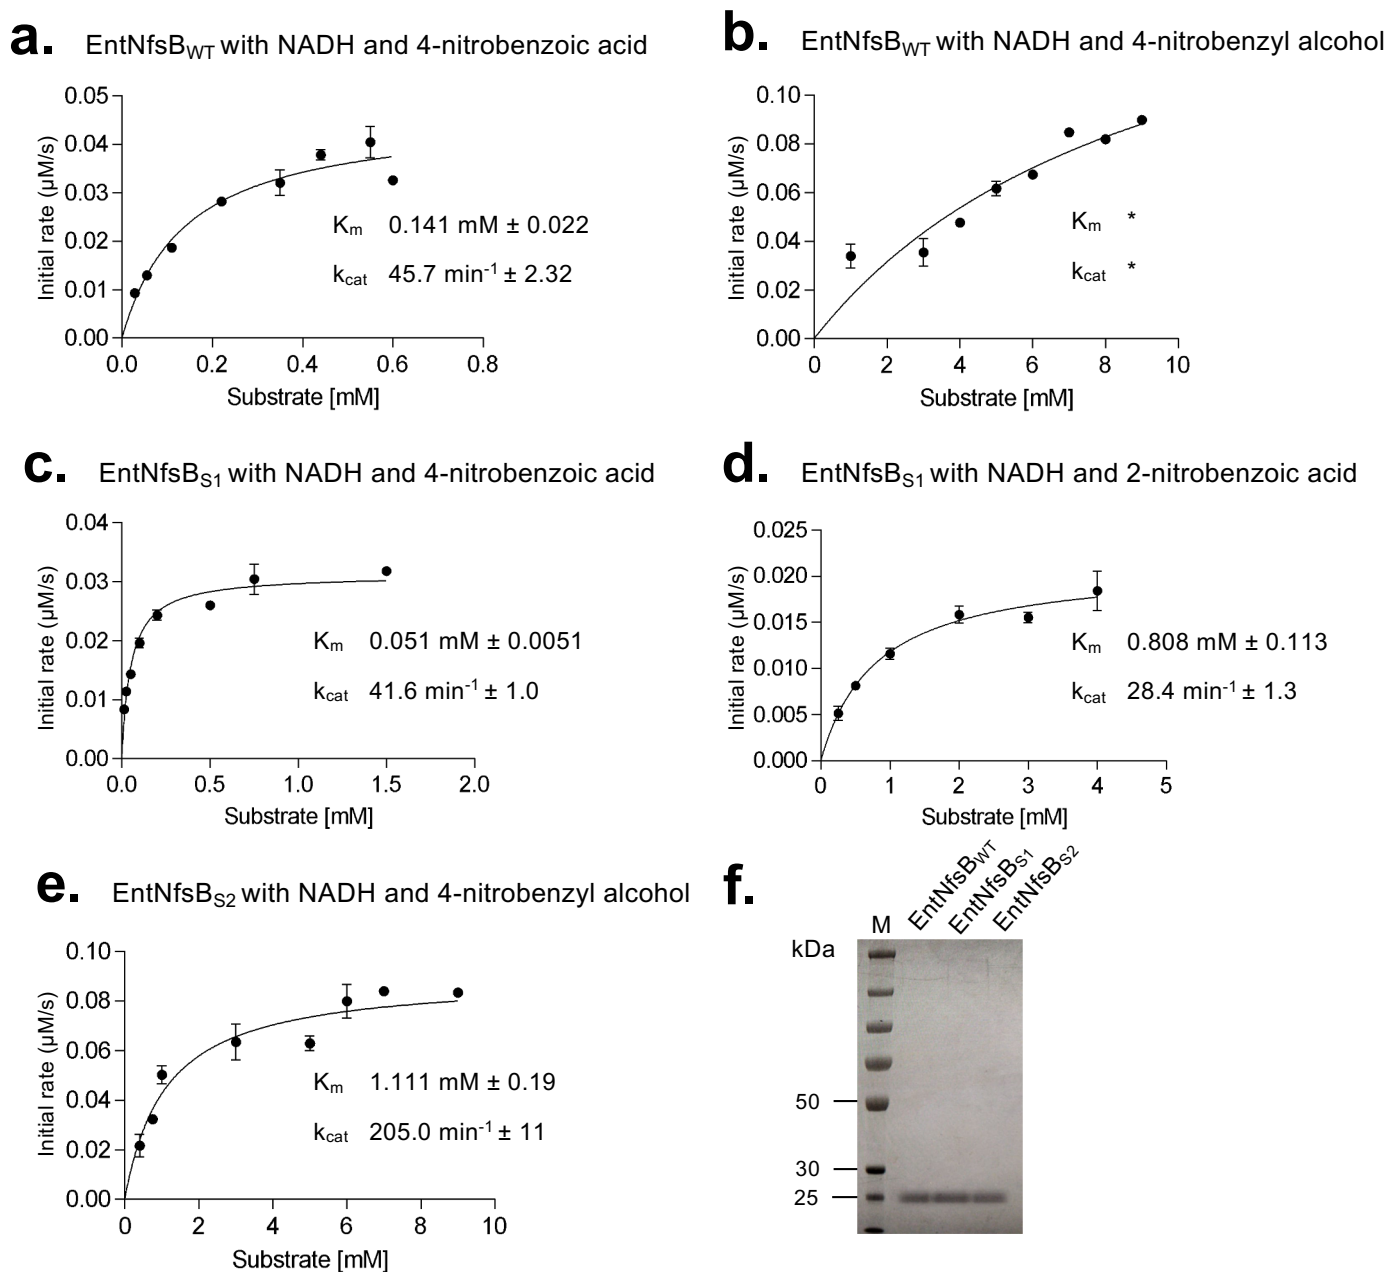 a. EntNfsBWT with NADH and 4-nitrobenzoic acid
0.05
0.04
0.03
0.02
0.01
0.00
Initial rate (µM/s)
Km 0.141 mM ± 0.022
kcat 45.7 min-1 ± 2.32
0.0 0.2 0.4 0.6 0.8
Substrate [mM]
b. EntNfsBWT with NADH and 4-nitrobenzyl alcohol
0.10
0.08
0.06
0.04
0.02
0.00
Initial rate (µM/s)
Km *
kcat *
0 2 4 6 8 10
Substrate [mM]
c. EntNfsBS1 with NADH and 4-nitrobenzoic acid
0.04
0.03
0.02
0.01
0.00
Initial rate (µM/s)
Km 0.051 mM ± 0.0051
kcat 41.6 min-1 ± 1.0
0.0 0.5 1.0 1.5 2.0
Substrate [mM]
d. EntNfsBS1 with NADH and 2-nitrobenzoic acid
0.025
0.020
0.015
0.010
0.005
0.000
Initial rate (µM/s)
Km 0.808 mM ± 0.113
kcat 28.4 min-1 ± 1.3
0 1 2 3 4 5
Substrate [mM]
e. EntNfsBS2 with NADH and 4-nitrobenzyl alcohol
0.10
0.08
0.06
0.04
0.02
0.00
Initial rate (µM/s)
Km 1.111 mM ± 0.19
kcat 205.0 min-1 ± 11
0 2 4 6 8 10
Substrate [mM]
f.
M EntNfsBWT EntNfsBS1 EntNfsBS2
kDa
50
30
25